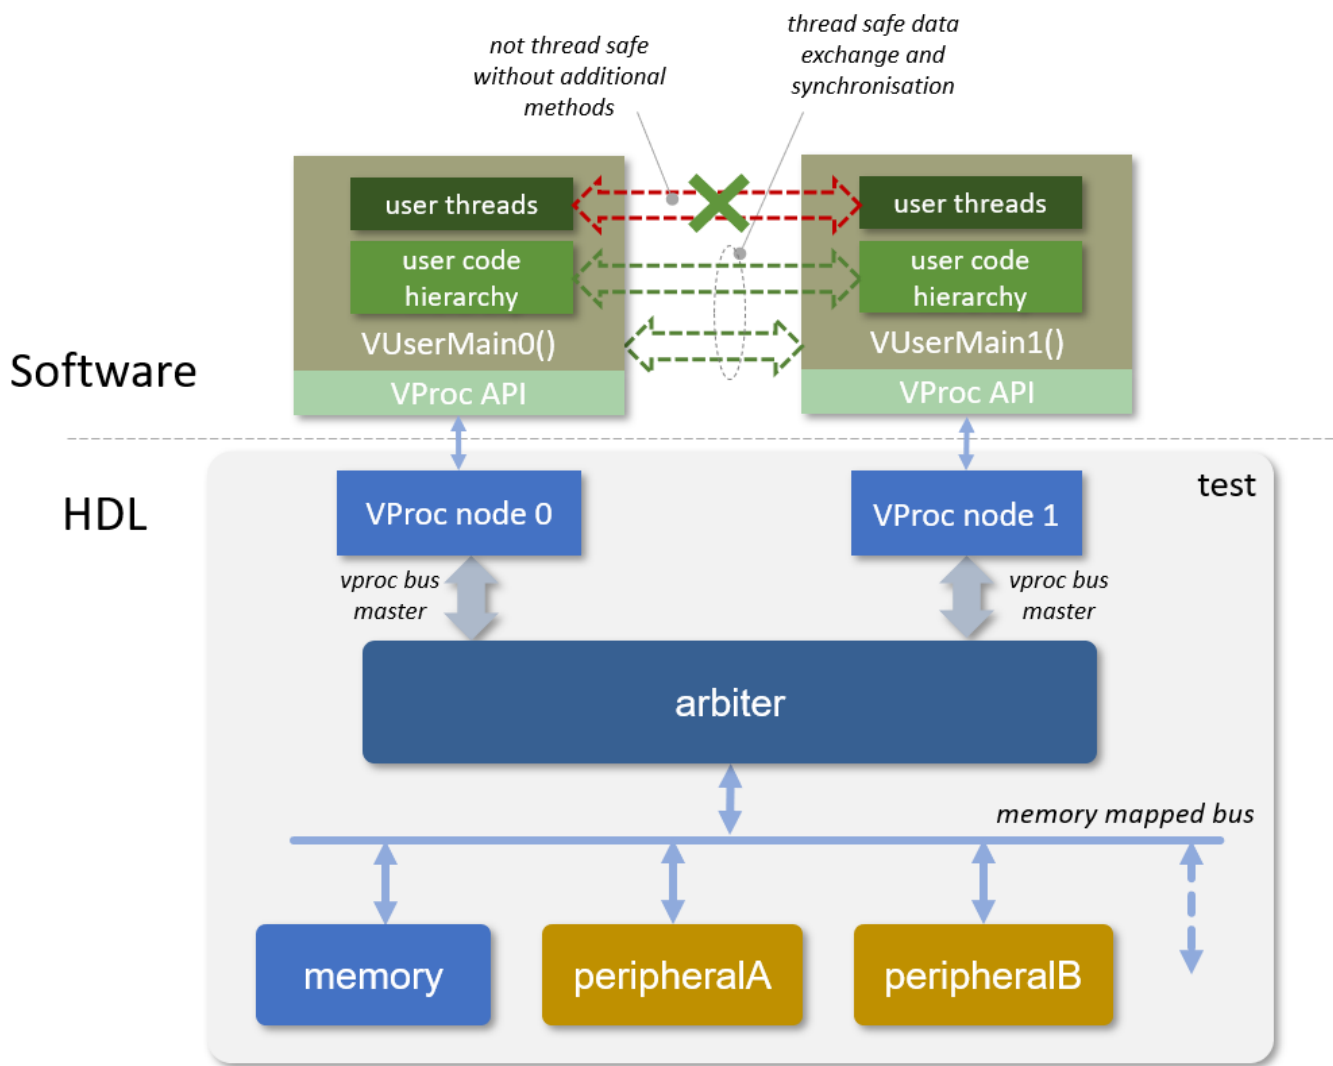 not thread safe
without additional
methods
thread safe data
exchange and
synchronisation
user threads
user code
hierarchy
VUserMain0()
VProc API
user threads
user code
hierarchy
VUserMain1()
VProc API
Software
HDL
test
VProc node 0
VProc node 1
vproc bus
master
vproc bus
master
arbiter
memory mapped bus
memory
peripheralA
peripheralB